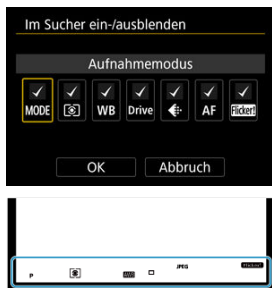 Im Sucher ein-/ausblenden
Aufnahmemodus
MODE WB Drive AF Flicker!
OK Abbruch
P JPEG